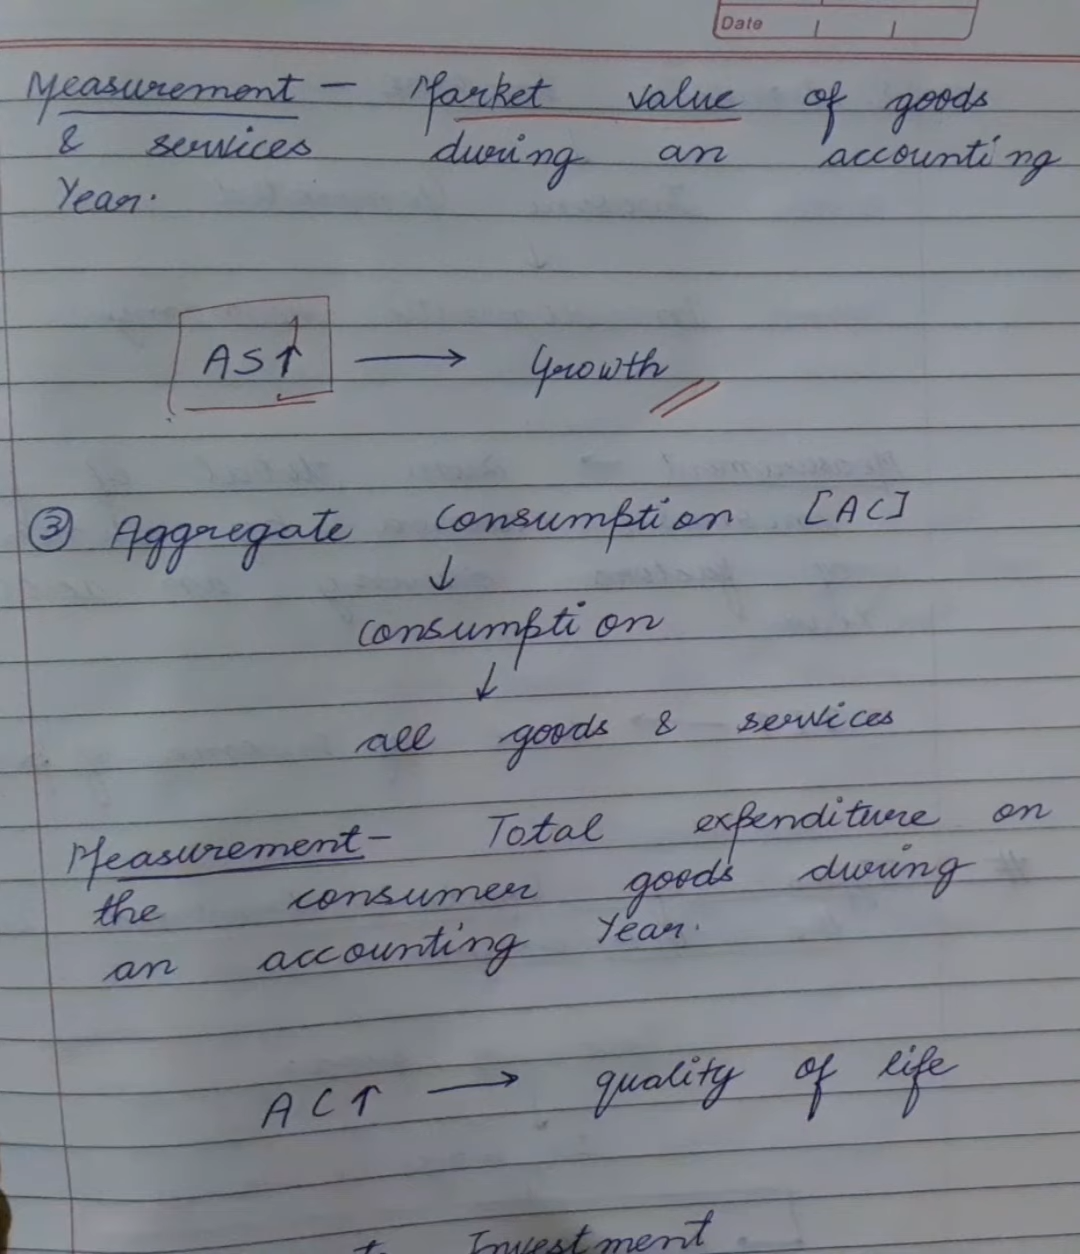 Date
Measurement - Market value of goods
& services during an accounting
Year.
AS↑ → Growth
③ Aggregate Consumption [AC]
↓
Consumption
↓
all goods & services
Measurement - Total expenditure on
the consumer goods during
an accounting Year.
AC↑ → quality of life
Investment